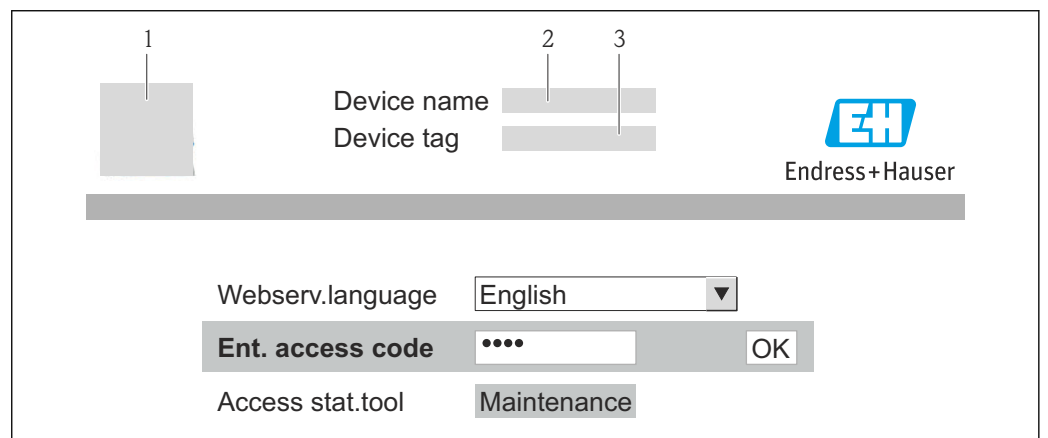 1 2 3
Device name
Device tag
EH
Endress+Hauser
Webserv.language English ▼
Ent. access code •••• OK
Access stat.tool Maintenance